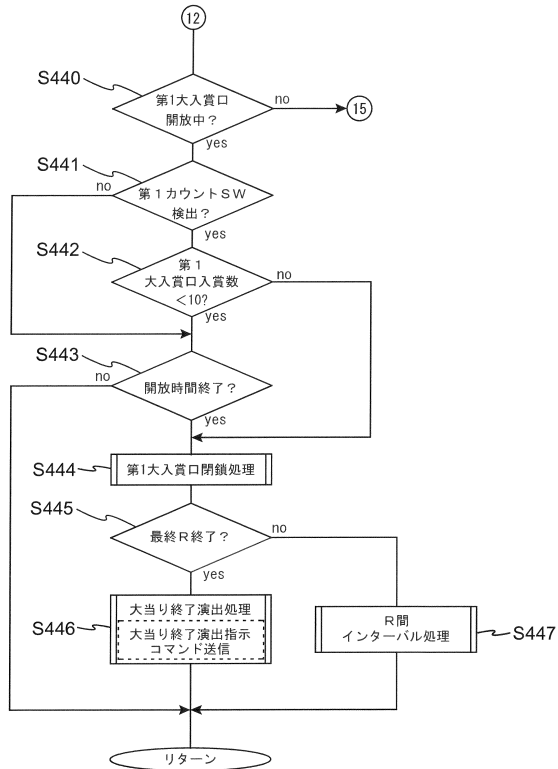 12
S440
第1大入賞口
開放中？
no
15
yes
S441
no
第１カウントＳＷ
検出？
yes
S442
第１
大入賞口入賞数
＜10?
no
yes
S443
no
開放時間終了？
yes
S444
第1大入賞口閉鎖処理
S445
最終Ｒ終了？
no
yes
S446
大当り終了演出処理
大当り終了演出指示
コマンド送信
Ｒ間
インターバル処理
S447
リターン